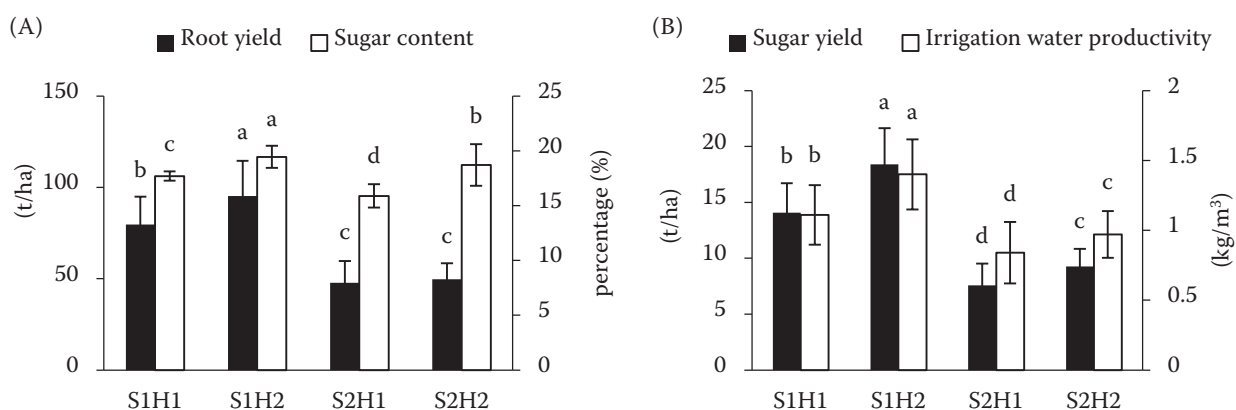 (A)
Root yield Sugar content
150
100
50
0
(t/ha)
25
20
15
10
5
0
percentage (%)
b c a a c d c b
S1H1 S1H2 S2H1 S2H2
(B)
Sugar yield Irrigation water productivity
25
20
15
10
5
0
(t/ha)
2
1.5
1
0.5
0
(kg/m³)
b b a a d d c c
S1H1 S1H2 S2H1 S2H2